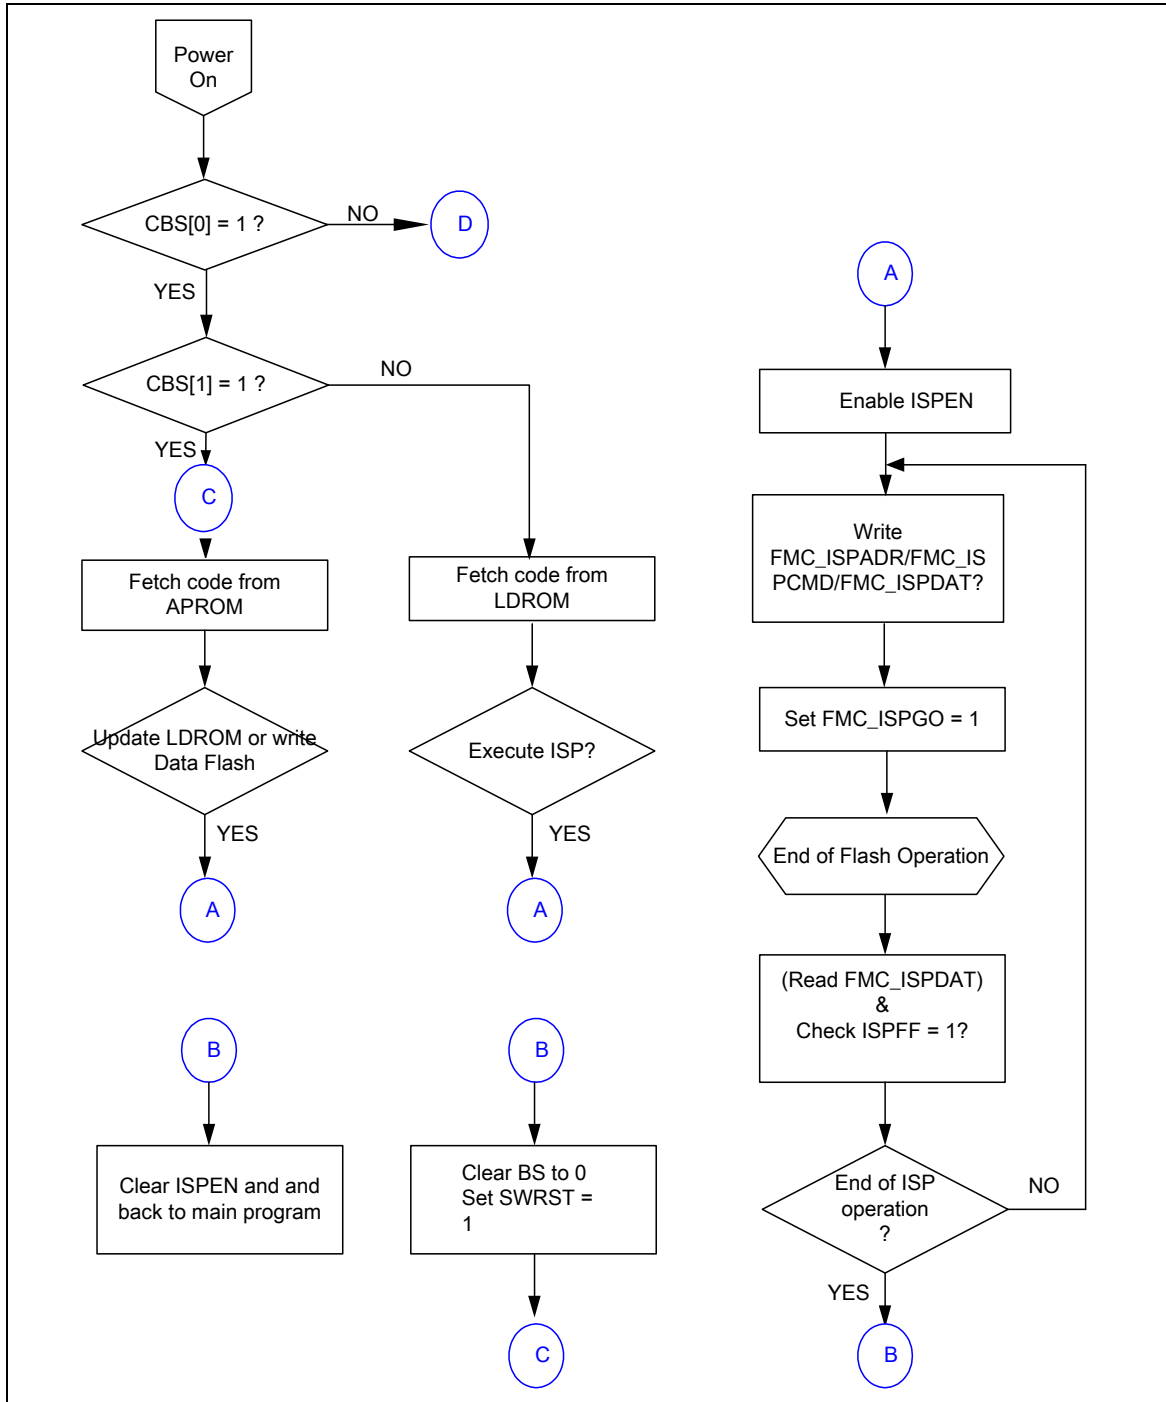 Power
On
CBS[0] = 1 ?
NO
D
YES
CBS[1] = 1 ?
NO
YES
C
Fetch code from
APROM
Fetch code from
LDROM
Update LDROM or write
Data Flash
Execute ISP?
YES
YES
A
A
B
B
Clear ISPEN and and
back to main program
Clear BS to 0
Set SWRST =
1
C
A
Enable ISPEN
Write
FMC_ISPADR/FMC_IS
PCMD/FMC_ISPDAT?
Set FMC_ISPGO = 1
End of Flash Operation
(Read FMC_ISPDAT)
&
Check ISPFF = 1?
End of ISP
operation
?
NO
YES
B